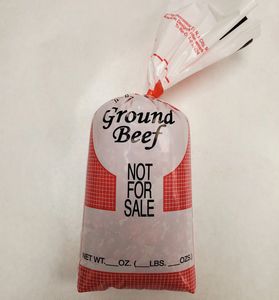 Ground
Beef
NOT
FOR
SALE
NET WT.___OZ. (___LBS. ___OZS.)